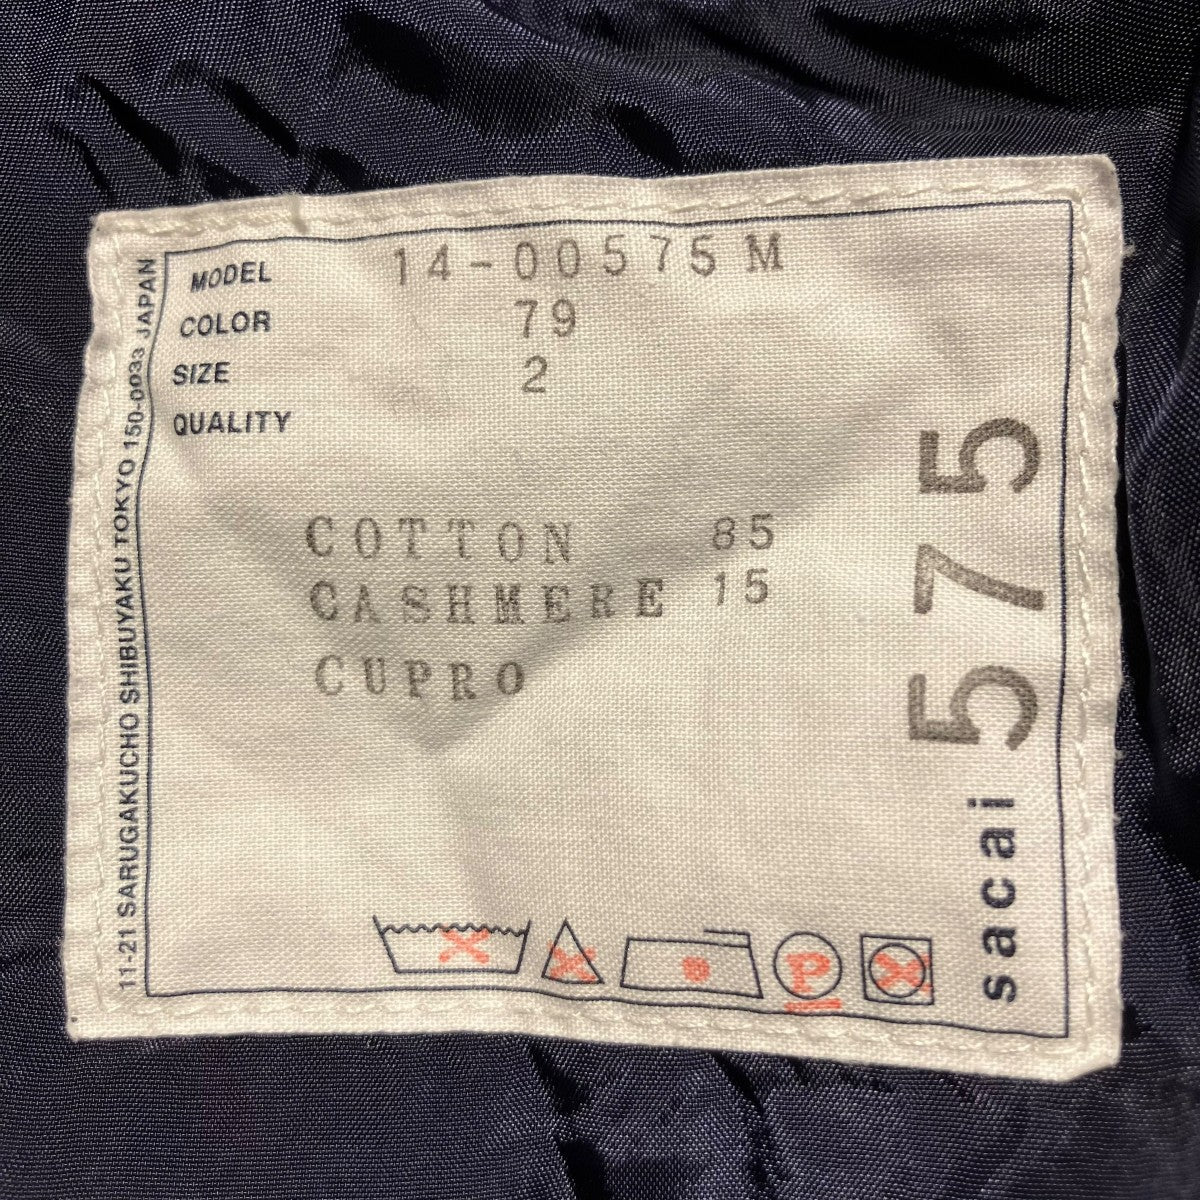 MODEL 14-00575 M
COLOR 79
SIZE 2
QUALITY
COTTON 85
CASHMERE 15
CUPRO
P
575
sacai
11-21 SARUGAKUCHO SHIBUYAKU TOKYO 150-0033 JAPAN